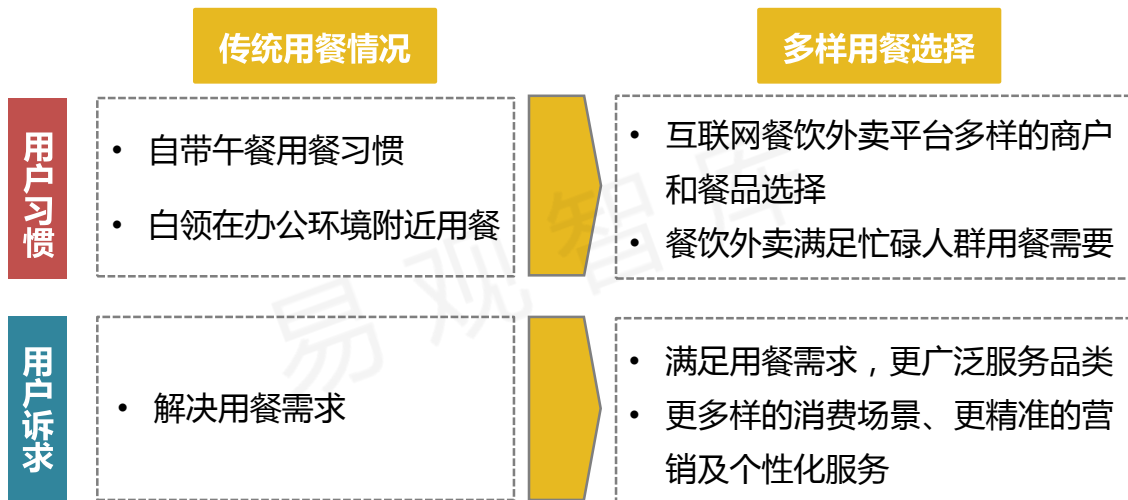 传统用餐情况
多样用餐选择
用户习惯
• 自带午餐用餐习惯
• 白领在办公环境附近用餐
• 互联网餐饮外卖平台多样的商户
和餐品选择
• 餐饮外卖满足忙碌人群用餐需要
用户诉求
• 解决用餐需求
• 满足用餐需求，更广泛服务品类
• 更多样的消费场景、更精准的营
销及个性化服务
易观智库